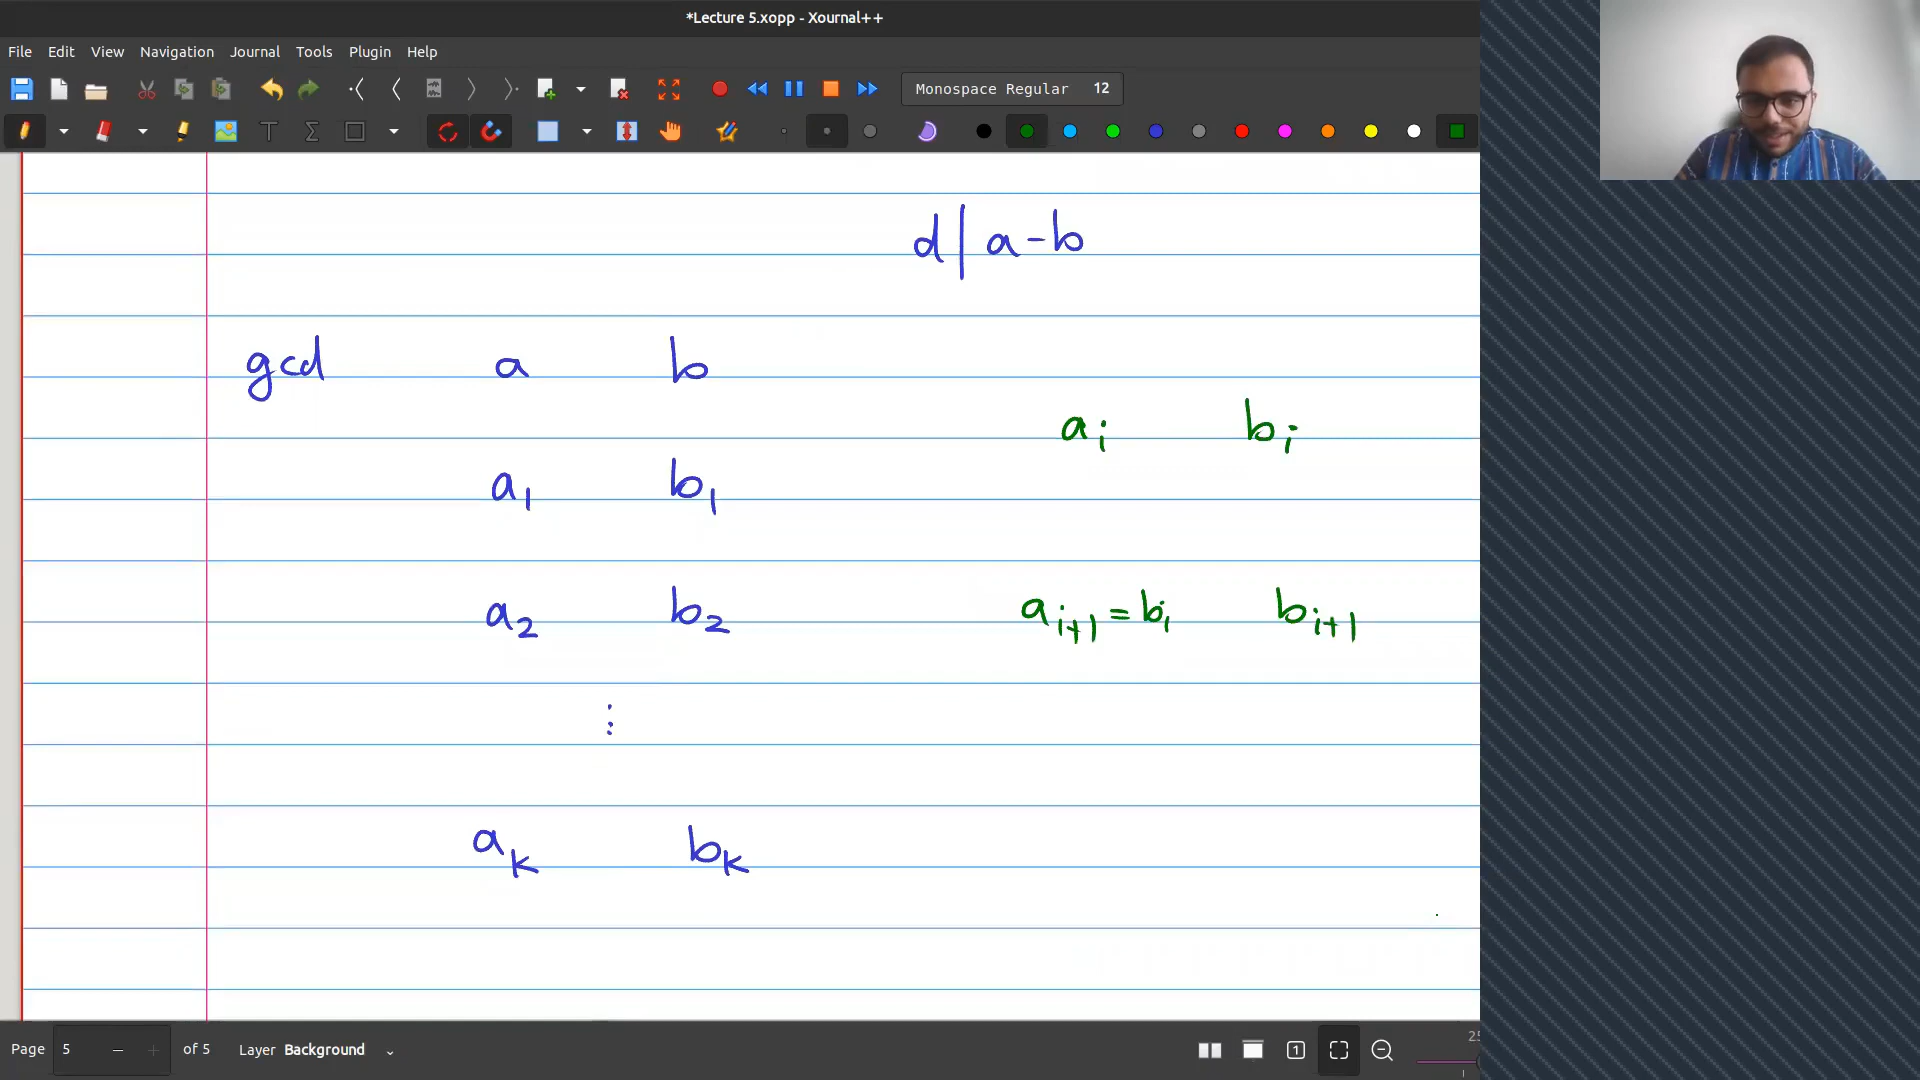 *Lecture 5.xopp - Xournal++
File Edit View Navigation Journal Tools Plugin Help
Monospace Regular 12
d | a - b
gcd a b
a_i b_i
a_1 b_1
a_2 b_2 a_{i+1} = b_i b_{i+1}
⋮
a_k b_k
Page 5 of 5 Layer Background 25